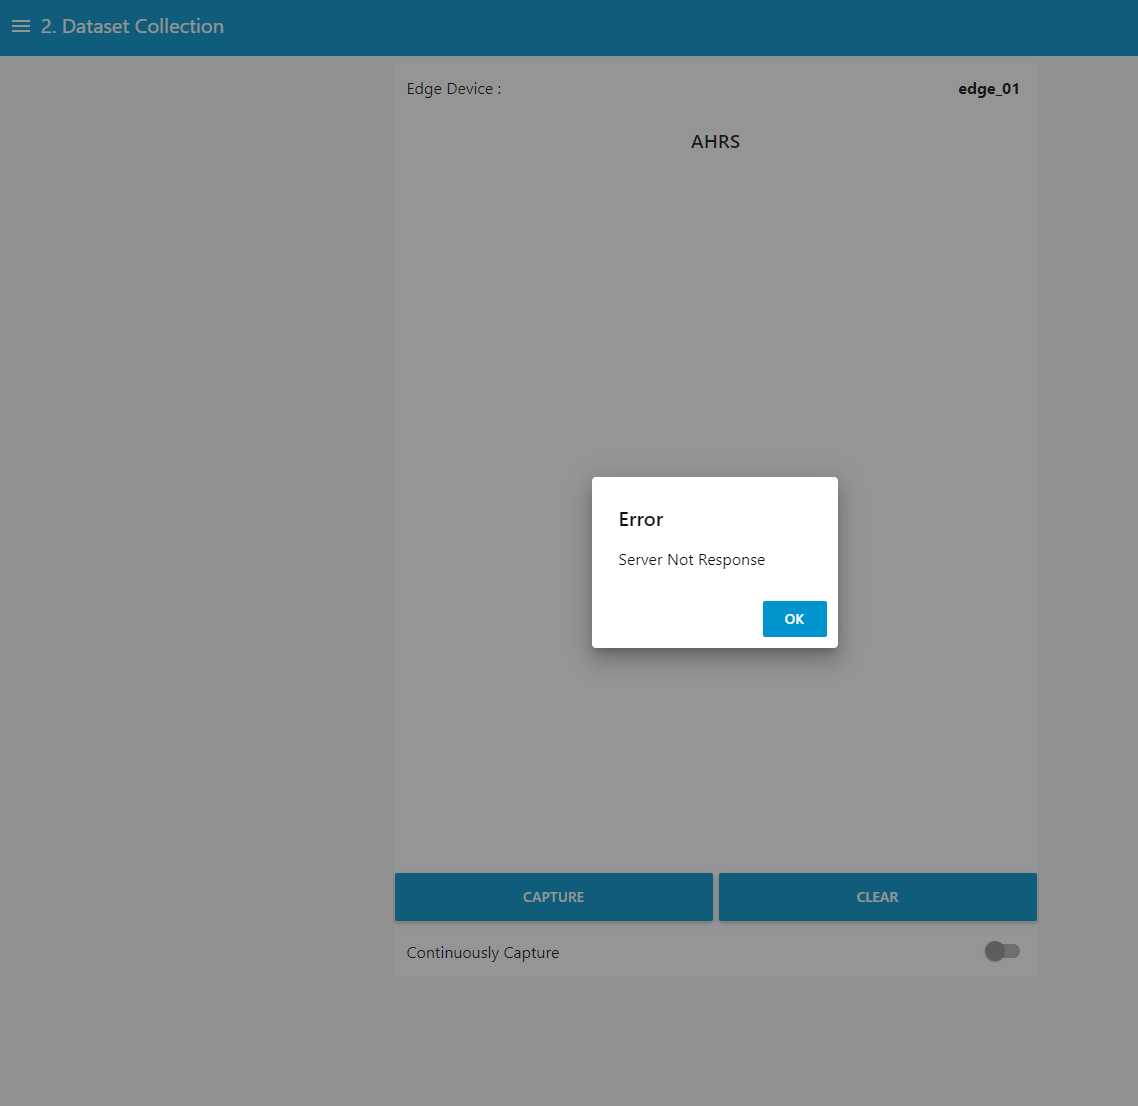 2. Dataset Collection
Edge Device : edge_01
AHRS
Error
Server Not Response
OK
CAPTURE CLEAR
Continuously Capture